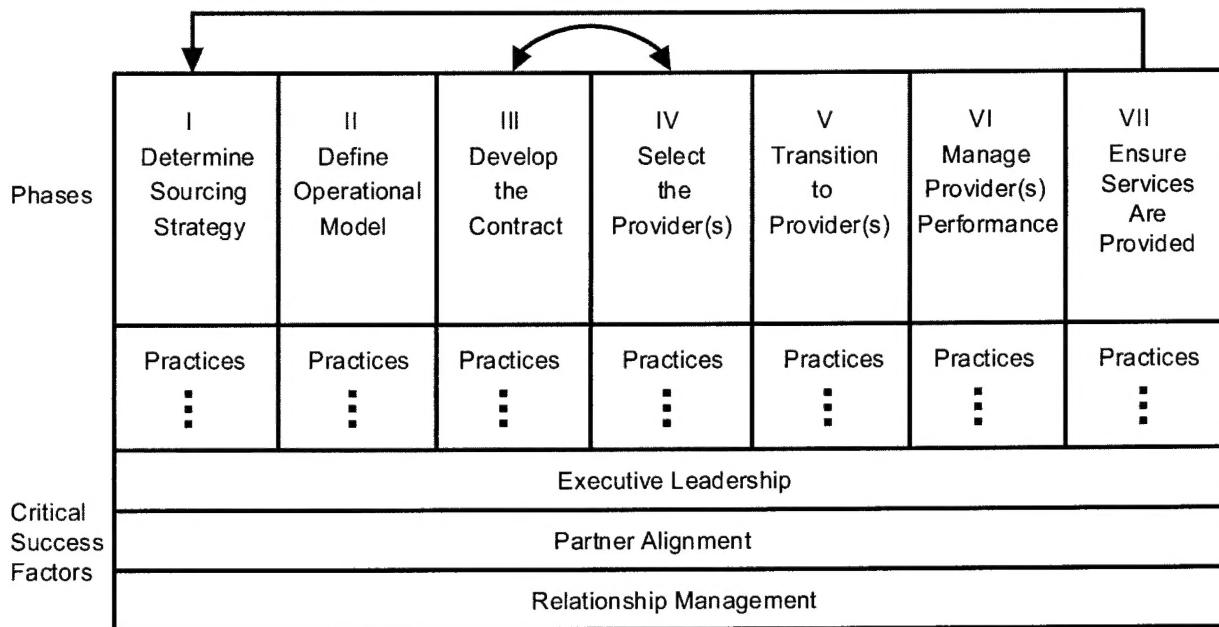 Phases
I
Determine
Sourcing
Strategy
II
Define
Operational
Model
III
Develop
the
Contract
IV
Select
the
Provider(s)
V
Transition
to
Provider(s)
VI
Manage
Provider(s)
Performance
VII
Ensure
Services
Are
Provided
Practices
Practices
Practices
Practices
Practices
Practices
Practices
Critical
Success
Factors
Executive Leadership
Partner Alignment
Relationship Management